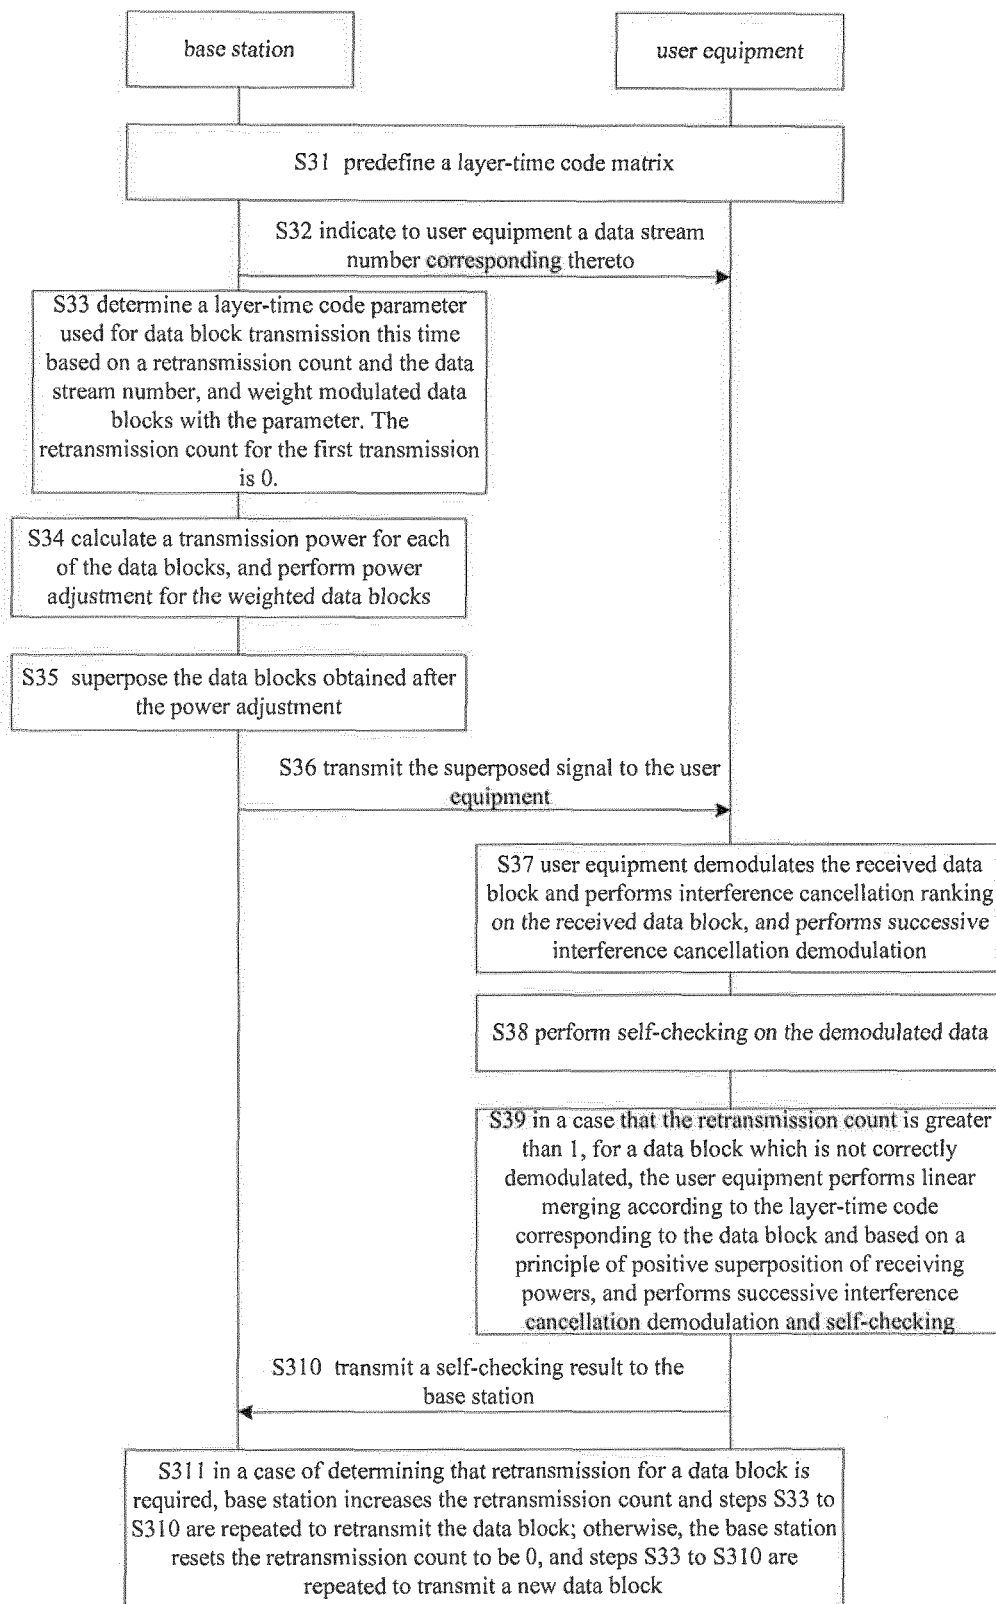 base station
user equipment
S31 predefine a layer-time code matrix
S32 indicate to user equipment a data stream
number corresponding thereto
S33 determine a layer-time code parameter
used for data block transmission this time
based on a retransmission count and the data
stream number, and weight modulated data
blocks with the parameter. The
retransmission count for the first transmission
is 0.
S34 calculate a transmission power for each
of the data blocks, and perform power
adjustment for the weighted data blocks
S35 superpose the data blocks obtained after
the power adjustment
S36 transmit the superposed signal to the user
equipment
S37 user equipment demodulates the received data
block and performs interference cancellation ranking
on the received data block, and performs successive
interference cancellation demodulation
S38 perform self-checking on the demodulated data
S39 in a case that the retransmission count is greater
than 1, for a data block which is not correctly
demodulated, the user equipment performs linear
merging according to the layer-time code
corresponding to the data block and based on a
principle of positive superposition of receiving
powers, and performs successive interference
cancellation demodulation and self-checking
S310 transmit a self-checking result to the
base station
S311 in a case of determining that retransmission for a data block is
required, base station increases the retransmission count and steps S33 to
S310 are repeated to retransmit the data block; otherwise, the base station
resets the retransmission count to be 0, and steps S33 to S310 are
repeated to transmit a new data block